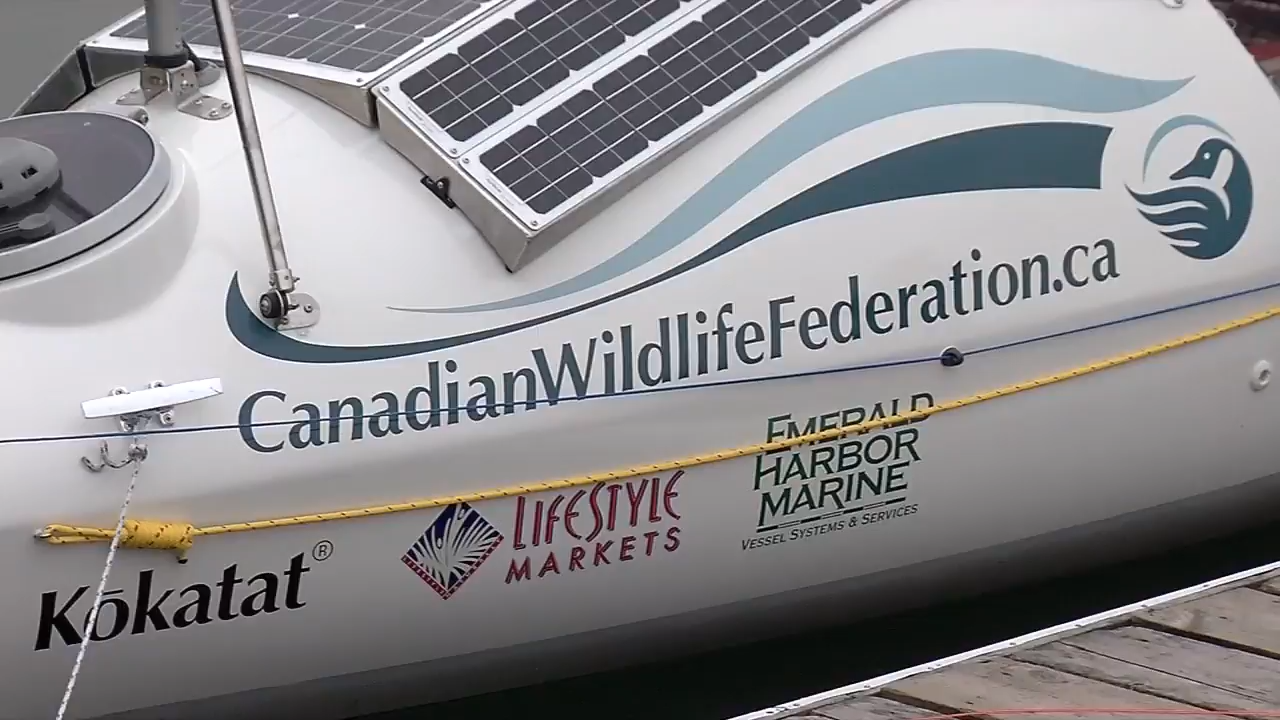 CanadianWildlifeFederation.ca
EMERALD
HARBOR
MARINE
VESSEL SYSTEMS & SERVICES
LIFESTYLE
MARKETS
Kōkatat®